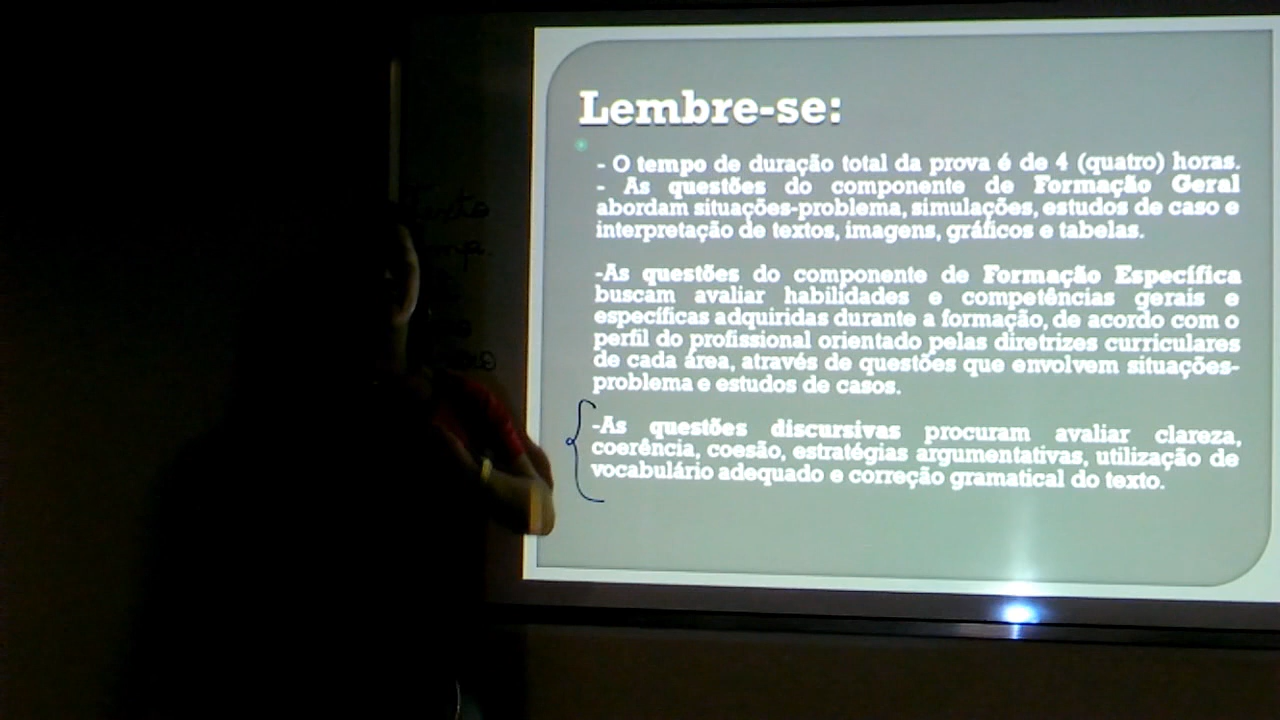 Lembre-se:
- O tempo de duração total da prova é de 4 (quatro) horas.
- As questões do componente de Formação Geral
abordam situações-problema, simulações, estudos de caso e
interpretação de textos, imagens, gráficos e tabelas.
-As questões do componente de Formação Específica
buscam avaliar habilidades e competências gerais e
específicas adquiridas durante a formação, de acordo com o
perfil do profissional orientado pelas diretrizes curriculares
de cada área, através de questões que envolvem situações-
problema e estudos de casos.
-As questões discursivas procuram avaliar clareza,
coerência, coesão, estratégias argumentativas, utilização de
vocabulário adequado e correção gramatical do texto.